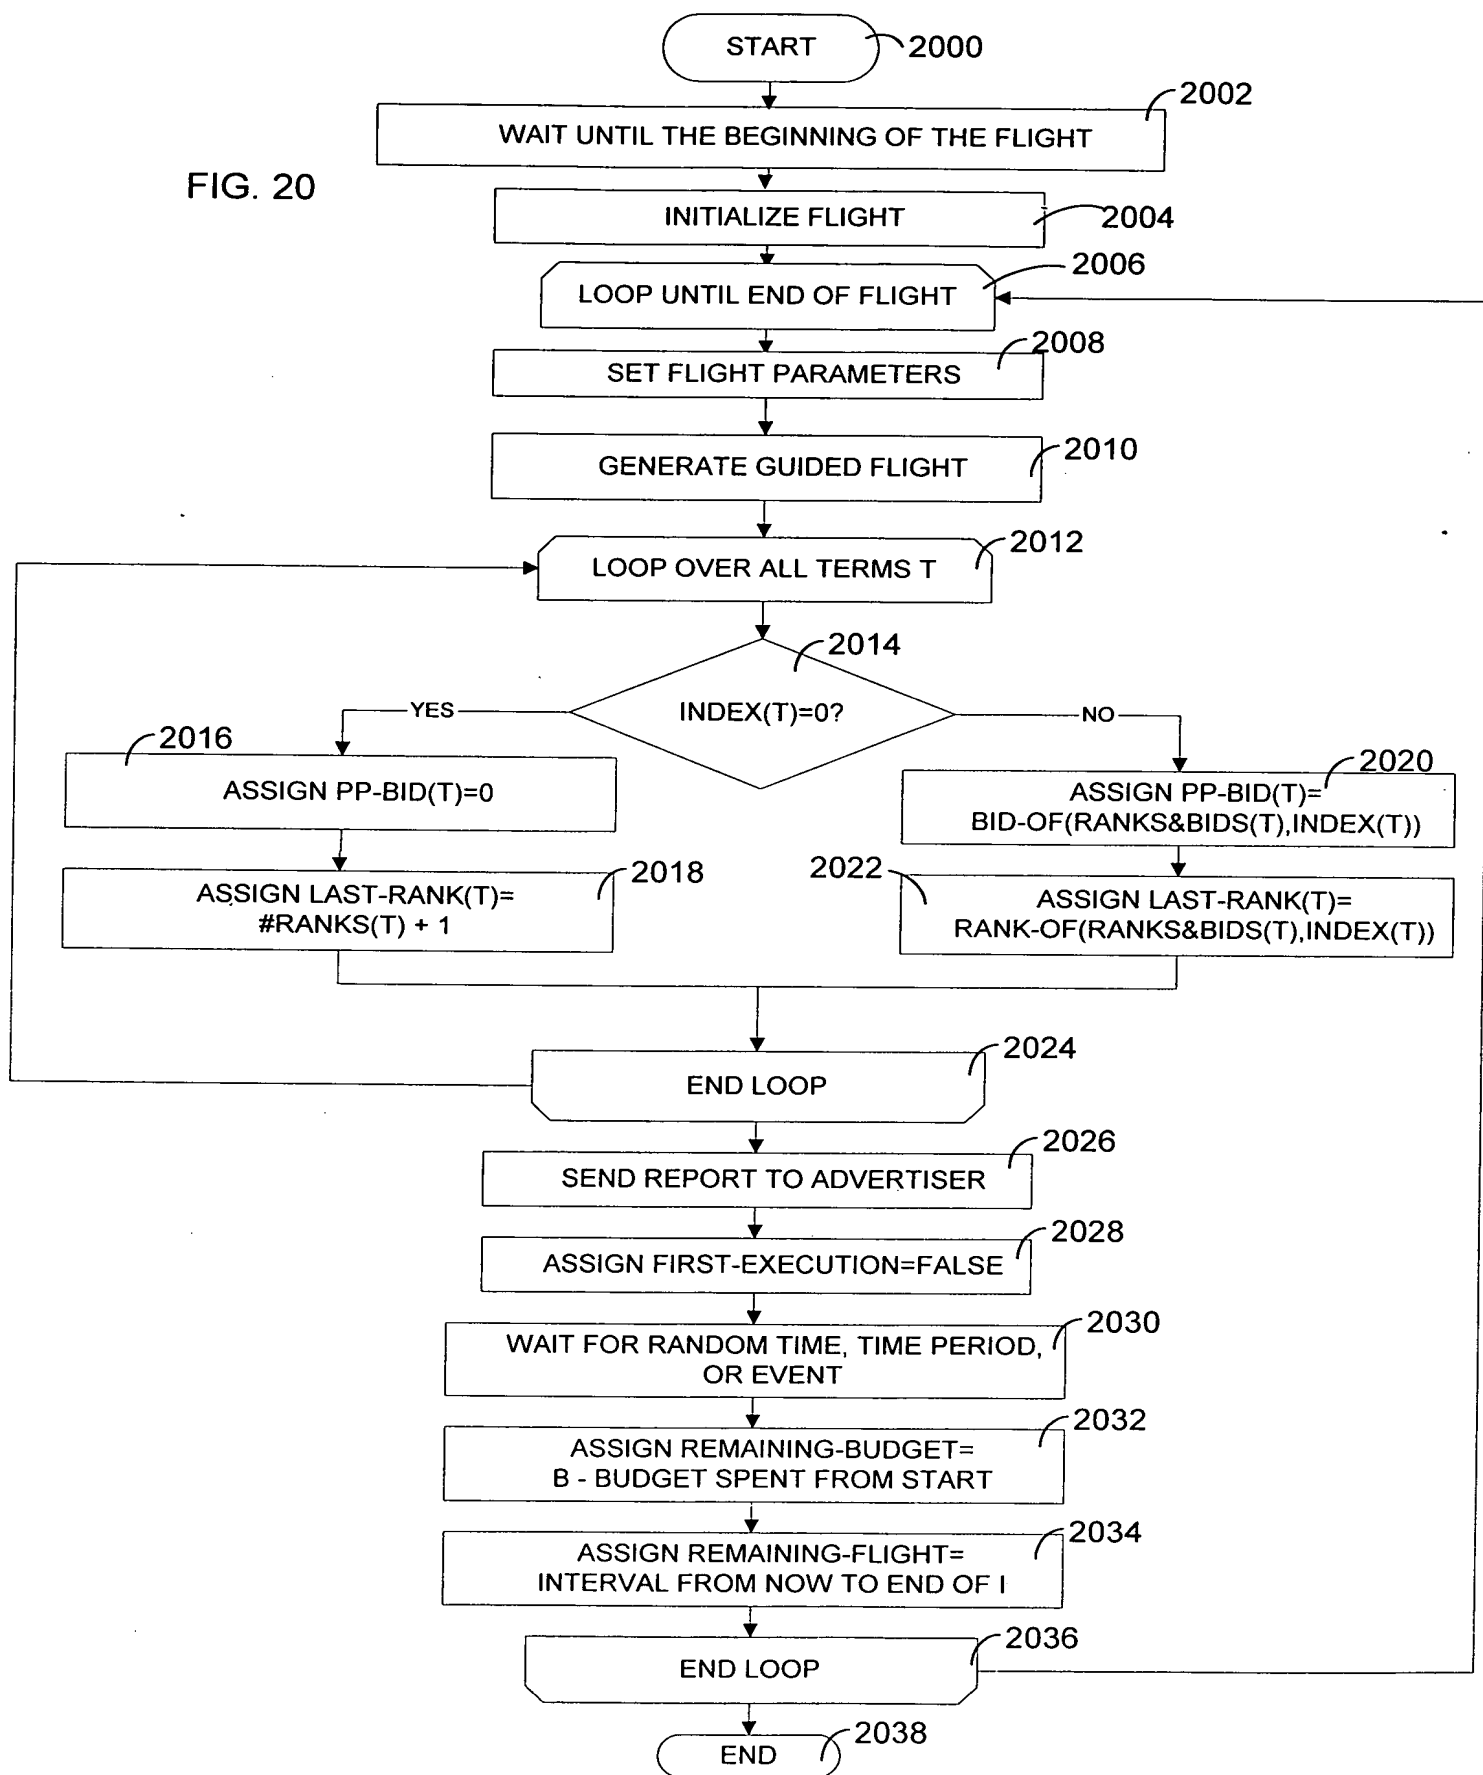 START
2000
2002
WAIT UNTIL THE BEGINNING OF THE FLIGHT
FIG. 20
INITIALIZE FLIGHT
2004
2006
LOOP UNTIL END OF FLIGHT
2008
SET FLIGHT PARAMETERS
2010
GENERATE GUIDED FLIGHT
2012
LOOP OVER ALL TERMS T
2014
INDEX(T)=0?
YES
NO
2016
ASSIGN PP-BID(T)=0
2020
ASSIGN PP-BID(T)=
BID-OF(RANKS&BIDS(T),INDEX(T))
2018
ASSIGN LAST-RANK(T)=
#RANKS(T) + 1
2022
ASSIGN LAST-RANK(T)=
RANK-OF(RANKS&BIDS(T),INDEX(T))
2024
END LOOP
2026
SEND REPORT TO ADVERTISER
2028
ASSIGN FIRST-EXECUTION=FALSE
2030
WAIT FOR RANDOM TIME, TIME PERIOD,
OR EVENT
2032
ASSIGN REMAINING-BUDGET=
B - BUDGET SPENT FROM START
2034
ASSIGN REMAINING-FLIGHT=
INTERVAL FROM NOW TO END OF I
2036
END LOOP
2038
END